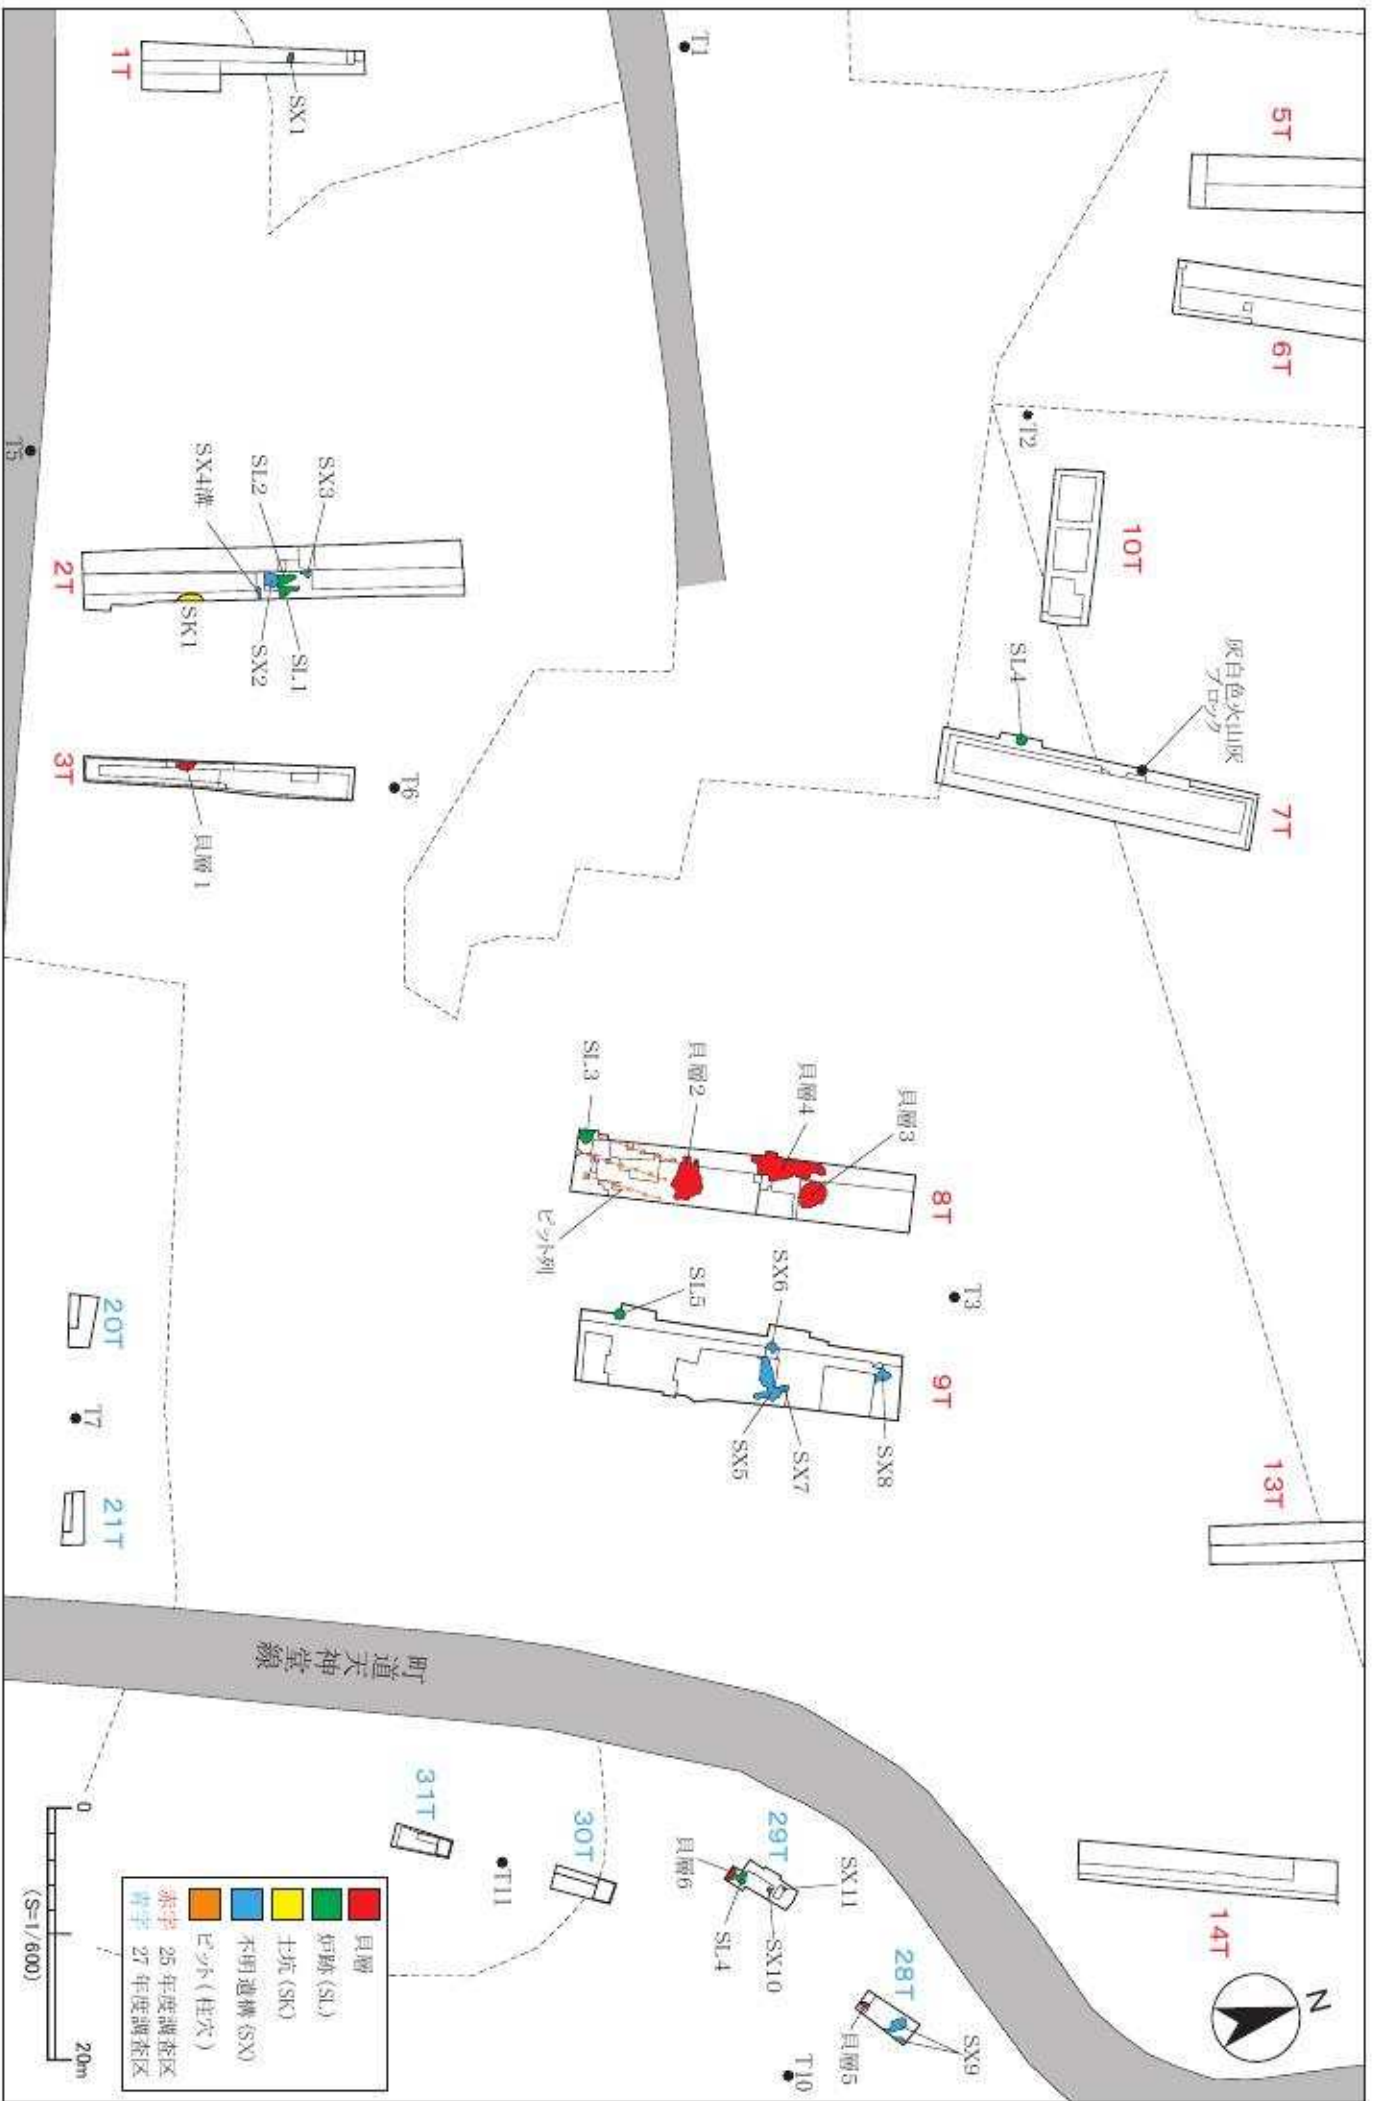 1T
SX1
T1
5T
6T
T2
10T
灰白色火山灰
ブロック
SL4
7T
T5
SX4溝
SL2
SX3
2T
SK1
SX2
SL1
3T
貝層1
T6
SL3
貝層2
貝層4
貝層3
8T
ピット列
SL5
SX6
T3
9T
SX5
SX7
SX8
13T
20T
T7
21T
町道天神堂線
14T
N
31T
T11
30T
29T
貝層6
SX11
SL4
SX10
28T
貝層5
SX9
T10
貝層
炉跡(SL)
土坑(SK)
不明遺構(SX)
ピット(柱穴)
赤字 25年度調査区
青字 27年度調査区
0 20m
(S=1/600)